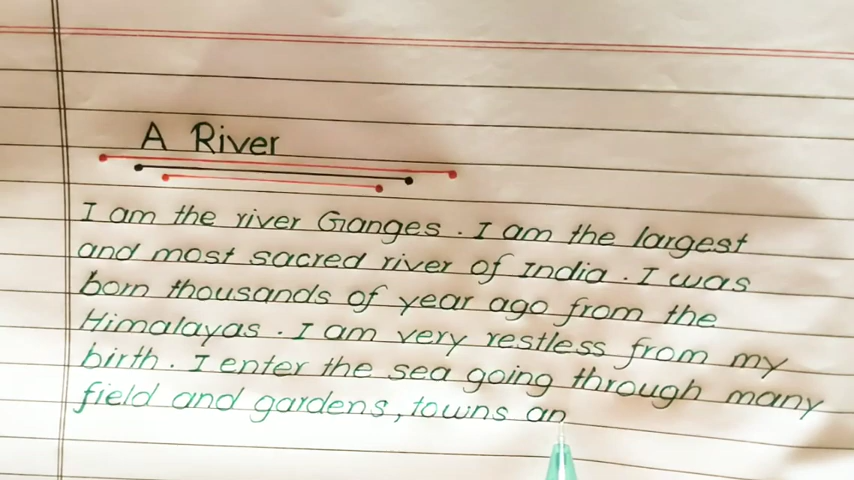 A River
I am the river Ganges. I am the largest
and most sacred river of India. I was
born thousands of year ago from the
Himalayas. I am very restless from my
birth. I enter the sea going through many
field and gardens, towns an